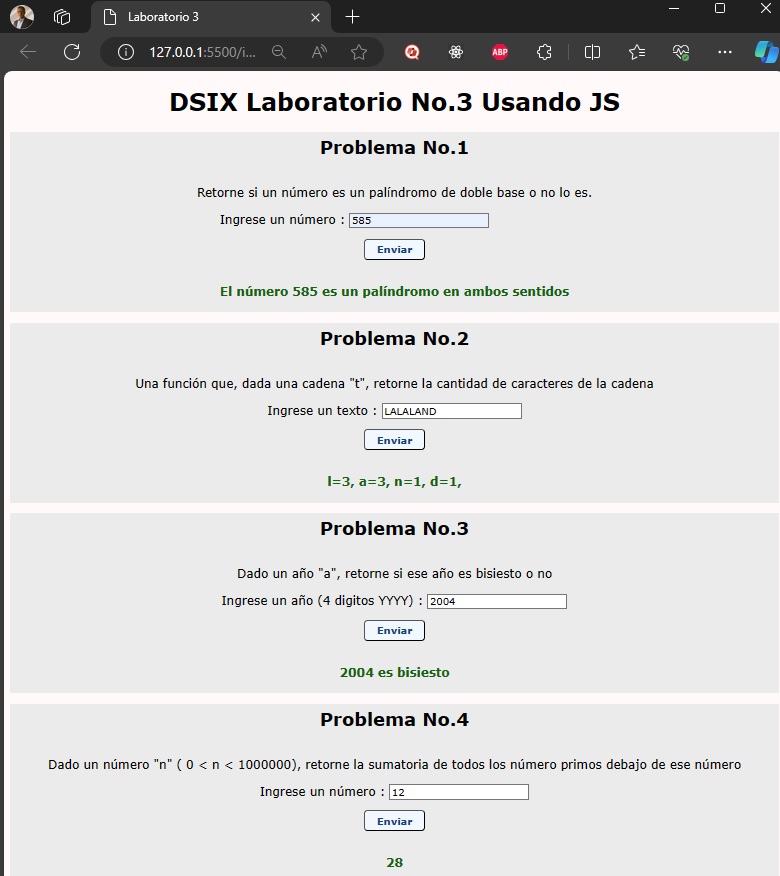 Laboratorio 3
127.0.0.1:5500/i...
ABP
DSIX Laboratorio No.3 Usando JS
Problema No.1
Retorne si un número es un palíndromo de doble base o no lo es.
Ingrese un número : 585
Enviar
El número 585 es un palíndromo en ambos sentidos
Problema No.2
Una función que, dada una cadena "t", retorne la cantidad de caracteres de la cadena
Ingrese un texto : LALALAND
Enviar
l=3, a=3, n=1, d=1,
Problema No.3
Dado un año "a", retorne si ese año es bisiesto o no
Ingrese un año (4 digitos YYYY) : 2004
Enviar
2004 es bisiesto
Problema No.4
Dado un número "n" ( 0 < n < 1000000), retorne la sumatoria de todos los número primos debajo de ese número
Ingrese un número : 12
Enviar
28